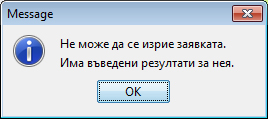 Message
Не може да се изрие заявката.
Има въведени резултати за нея.
OK